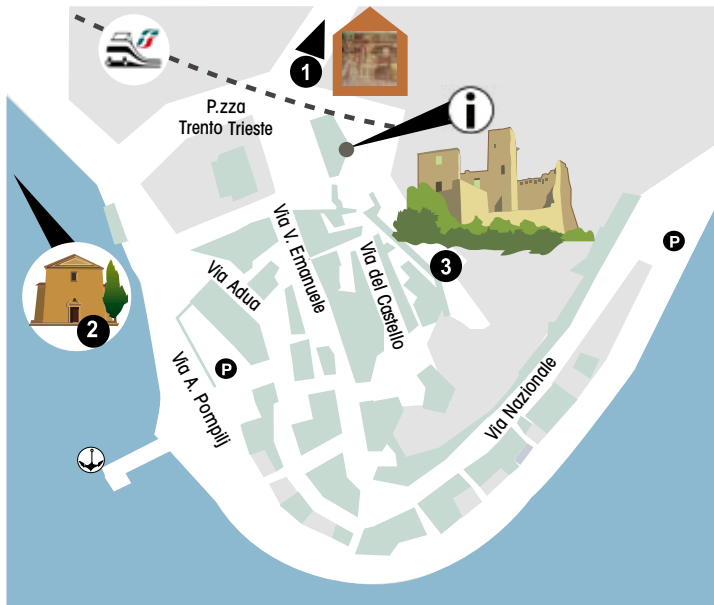 1
i
P.zza
Trento Trieste
Via V. Emanuele
Via Adua
Via del Castello
3
P
2
P
Via A. Pompilj
Via Nazionale